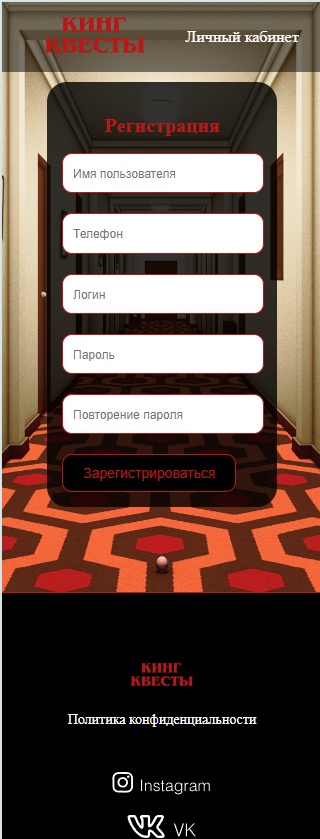 КИНГ
КВЕСТЫ
Личный кабинет
Регистрация
Имя пользователя
Телефон
Логин
Пароль
Повторение пароля
Зарегистрироваться
КИНГ
КВЕСТЫ
Политика конфиденциальности
Instagram
VK